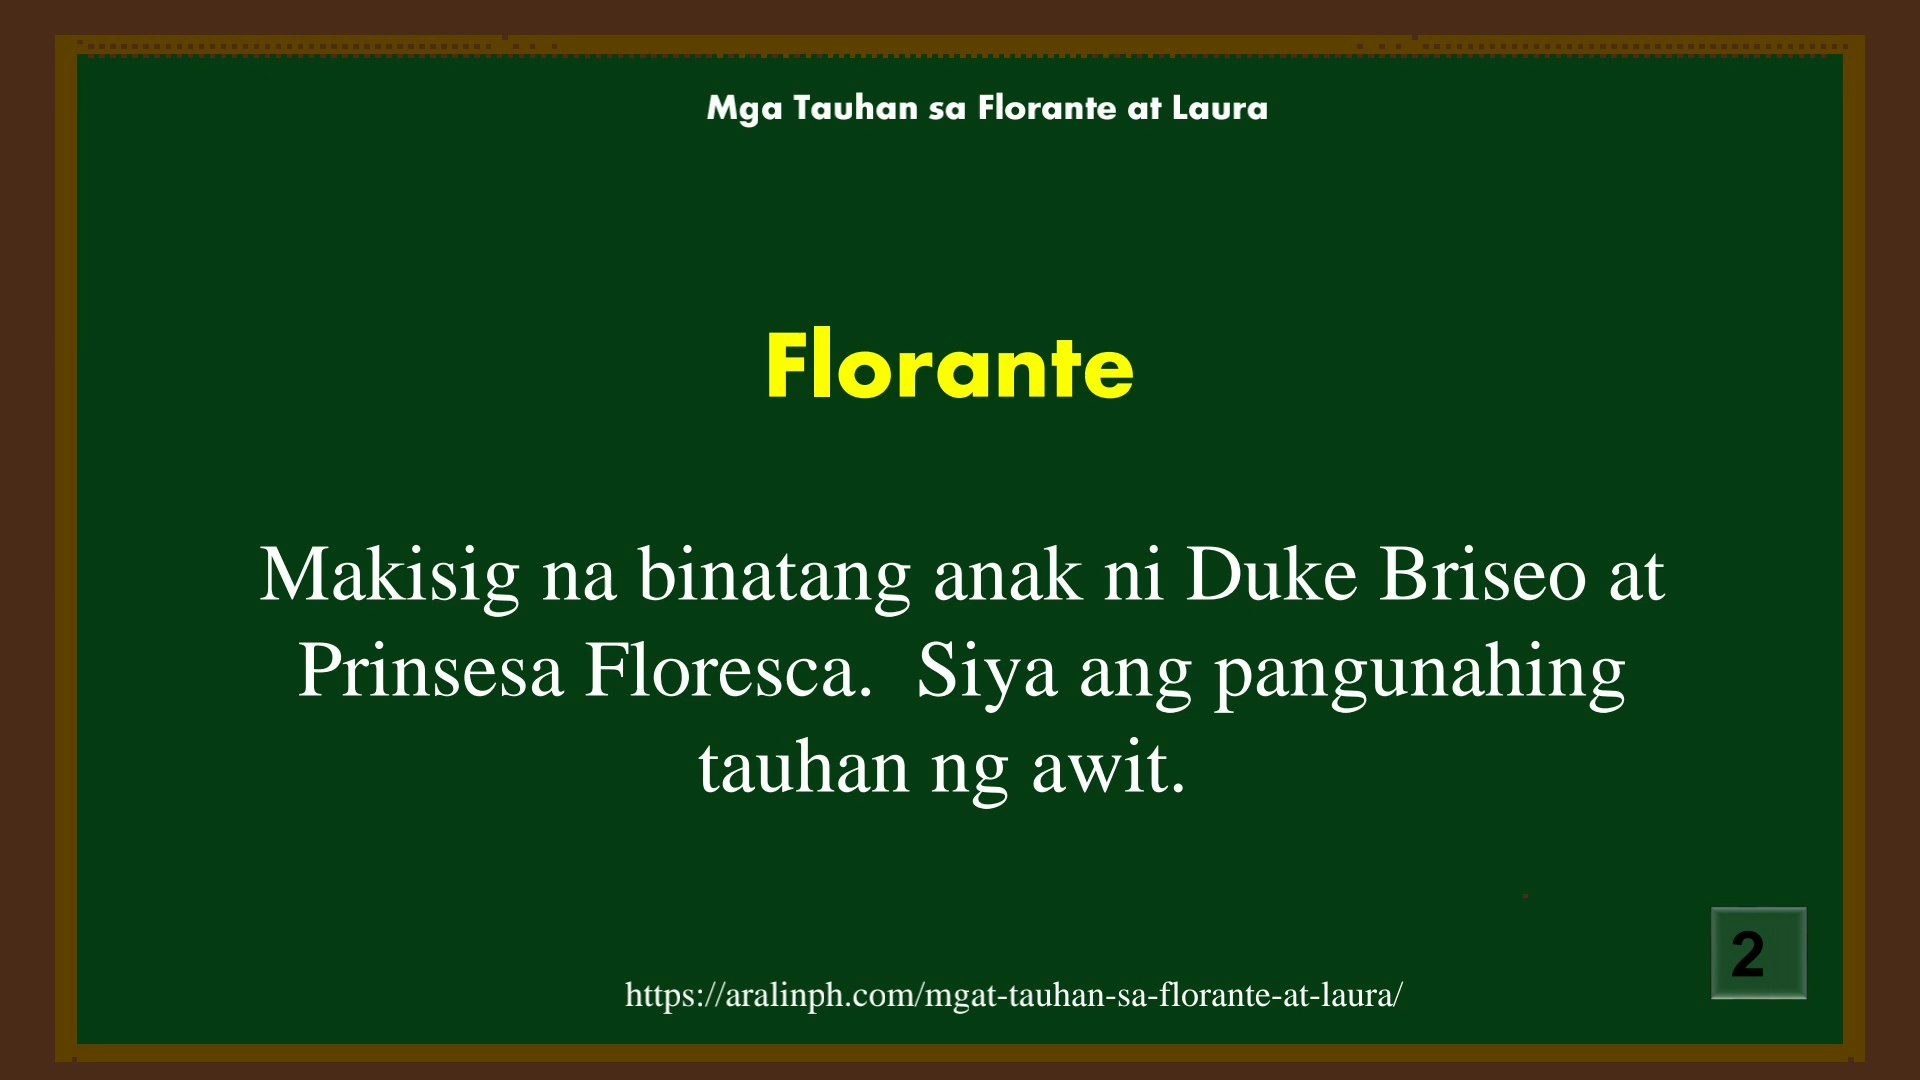 Mga Tauhan sa Florante at Laura
Florante
Makisig na binatang anak ni Duke Briseo at
Prinsesa Floresca.  Siya ang pangunahing
tauhan ng awit.
2
https://aralinph.com/mgat-tauhan-sa-florante-at-laura/